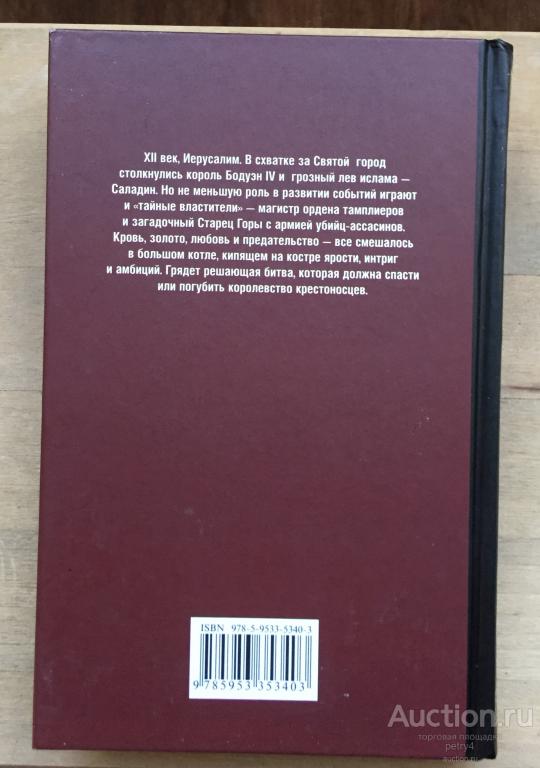 XII век, Иерусалим. В схватке за Святой город
столкнулись король Бодуэн IV и грозный лев ислама –
Саладин. Но не меньшую роль в развитии событий играют
и «тайные властители» – магистр ордена тамплиеров
и загадочный Старец Горы с армией убийц-ассасинов.
Кровь, золото, любовь и предательство – все смешалось
в большом котле, кипящем на костре ярости, интриг
и амбиций. Грядет решающая битва, которая должна спасти
или погубить королевство крестоносцев.
ISBN 978-5-9533-5340-3
9 785953 353403
Auction.ru
торговая площадка
petry4
auction.ru